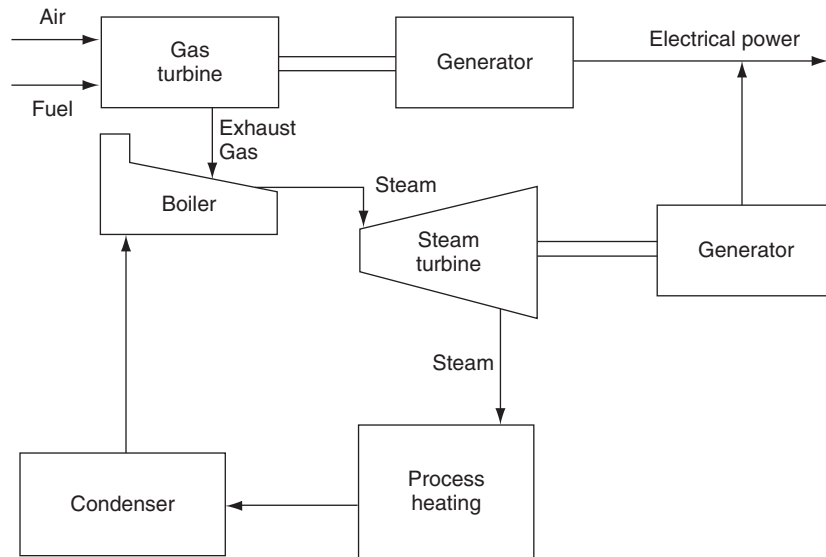 Air
Gas
turbine
Generator
Electrical power
Fuel
Exhaust
Gas
Boiler
Steam
Steam
turbine
Generator
Steam
Condenser
Process
heating